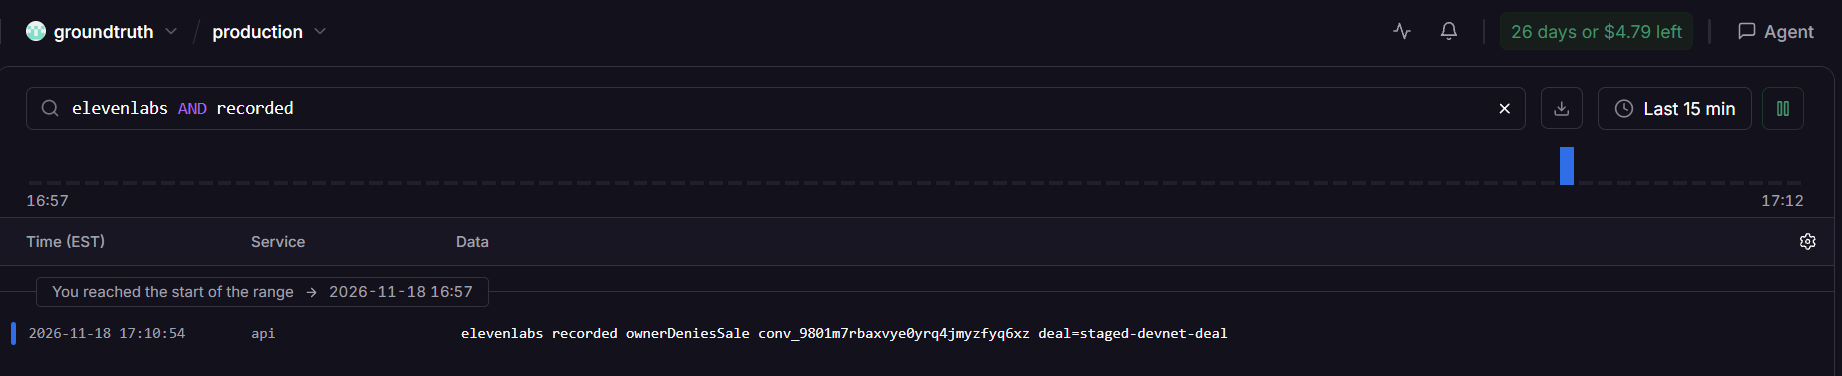 groundtruth / production 26 days or $4.79 left Agent
elevenlabs AND recorded Last 15 min
16:57 17:12
Time (EST) Service Data
You reached the start of the range → 2026-11-18 16:57
2026-11-18 17:10:54 api elevenlabs recorded ownerDeniesSale conv_9801m7rbaxvye0yrq4jmyzfyq6xz deal=staged-devnet-deal